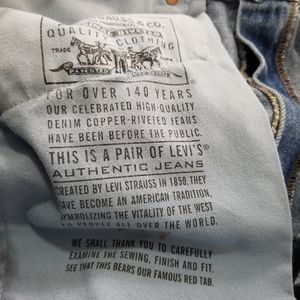 & CO.
QUALITY CLOTHING
TRADE
FOR OVER 140 YEARS
OUR CELEBRATED HIGH-QUALITY
DENIM COPPER-RIVETED JEANS
HAVE BEEN BEFORE THE PUBLIC.
THIS IS A PAIR OF LEVI'S
AUTHENTIC JEANS
CREATED BY LEVI STRAUSS IN 1850. THEY
HAVE BECOME AN AMERICAN TRADITION,
SYMBOLIZING THE VITALITY OF THE WEST
TO PEOPLE ALL OVER THE WORLD.
WE SHALL THANK YOU TO CAREFULLY
EXAMINE THE SEWING, FINISH AND FIT.
SEE THAT THIS BEARS OUR FAMOUS RED TAB.